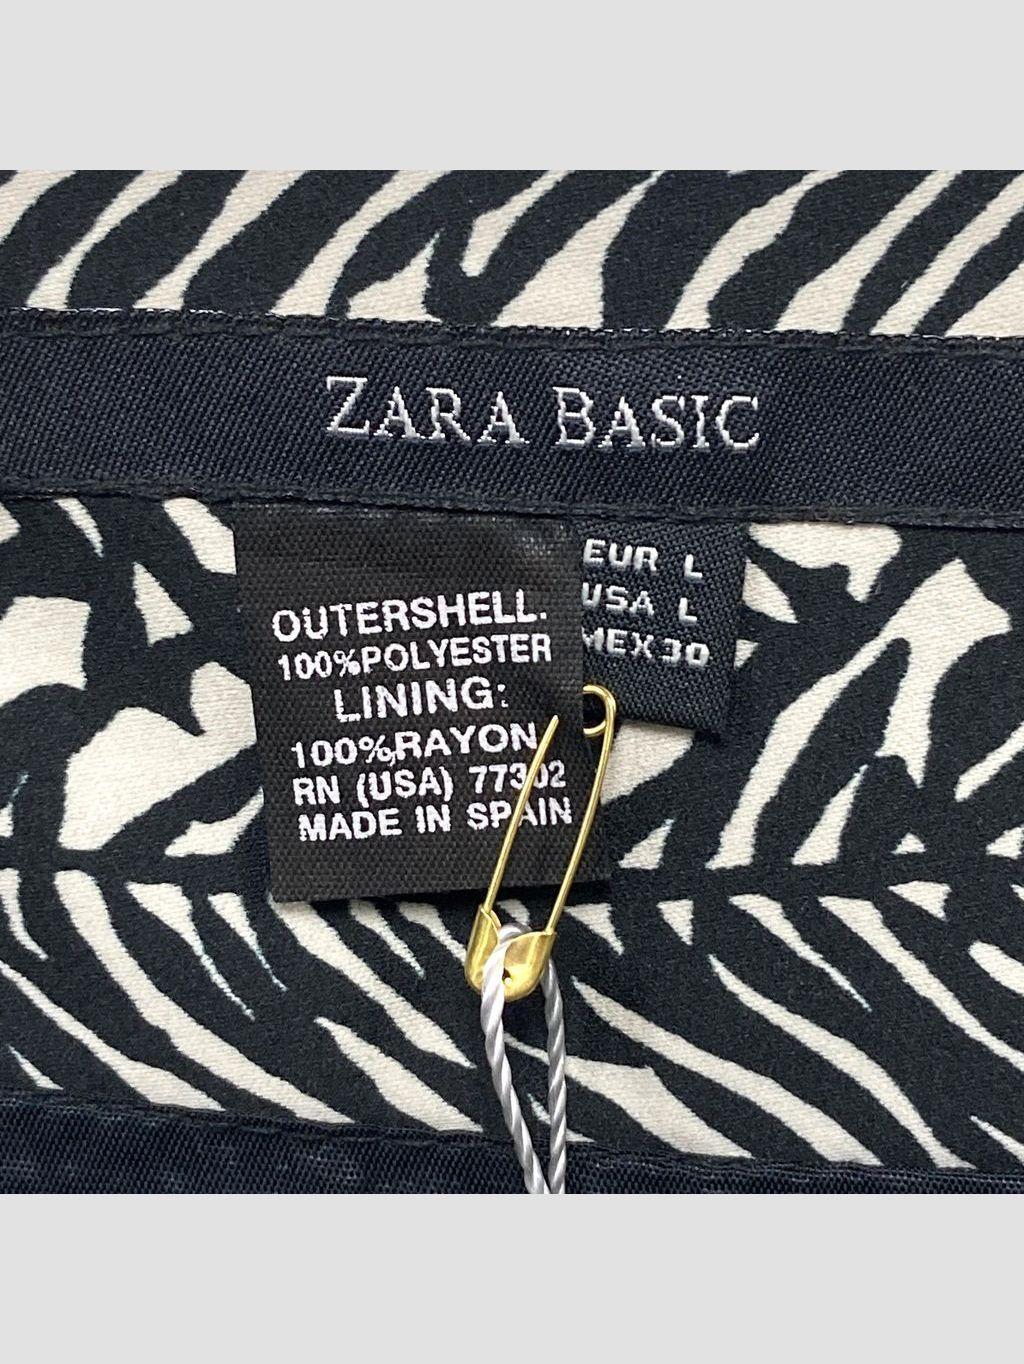 ZARA BASIC
OUTERSHELL.
100%POLYESTER
LINING:
100%RAYON
RN (USA) 77302
MADE IN SPAIN
EUR L
USA L
MEX 30